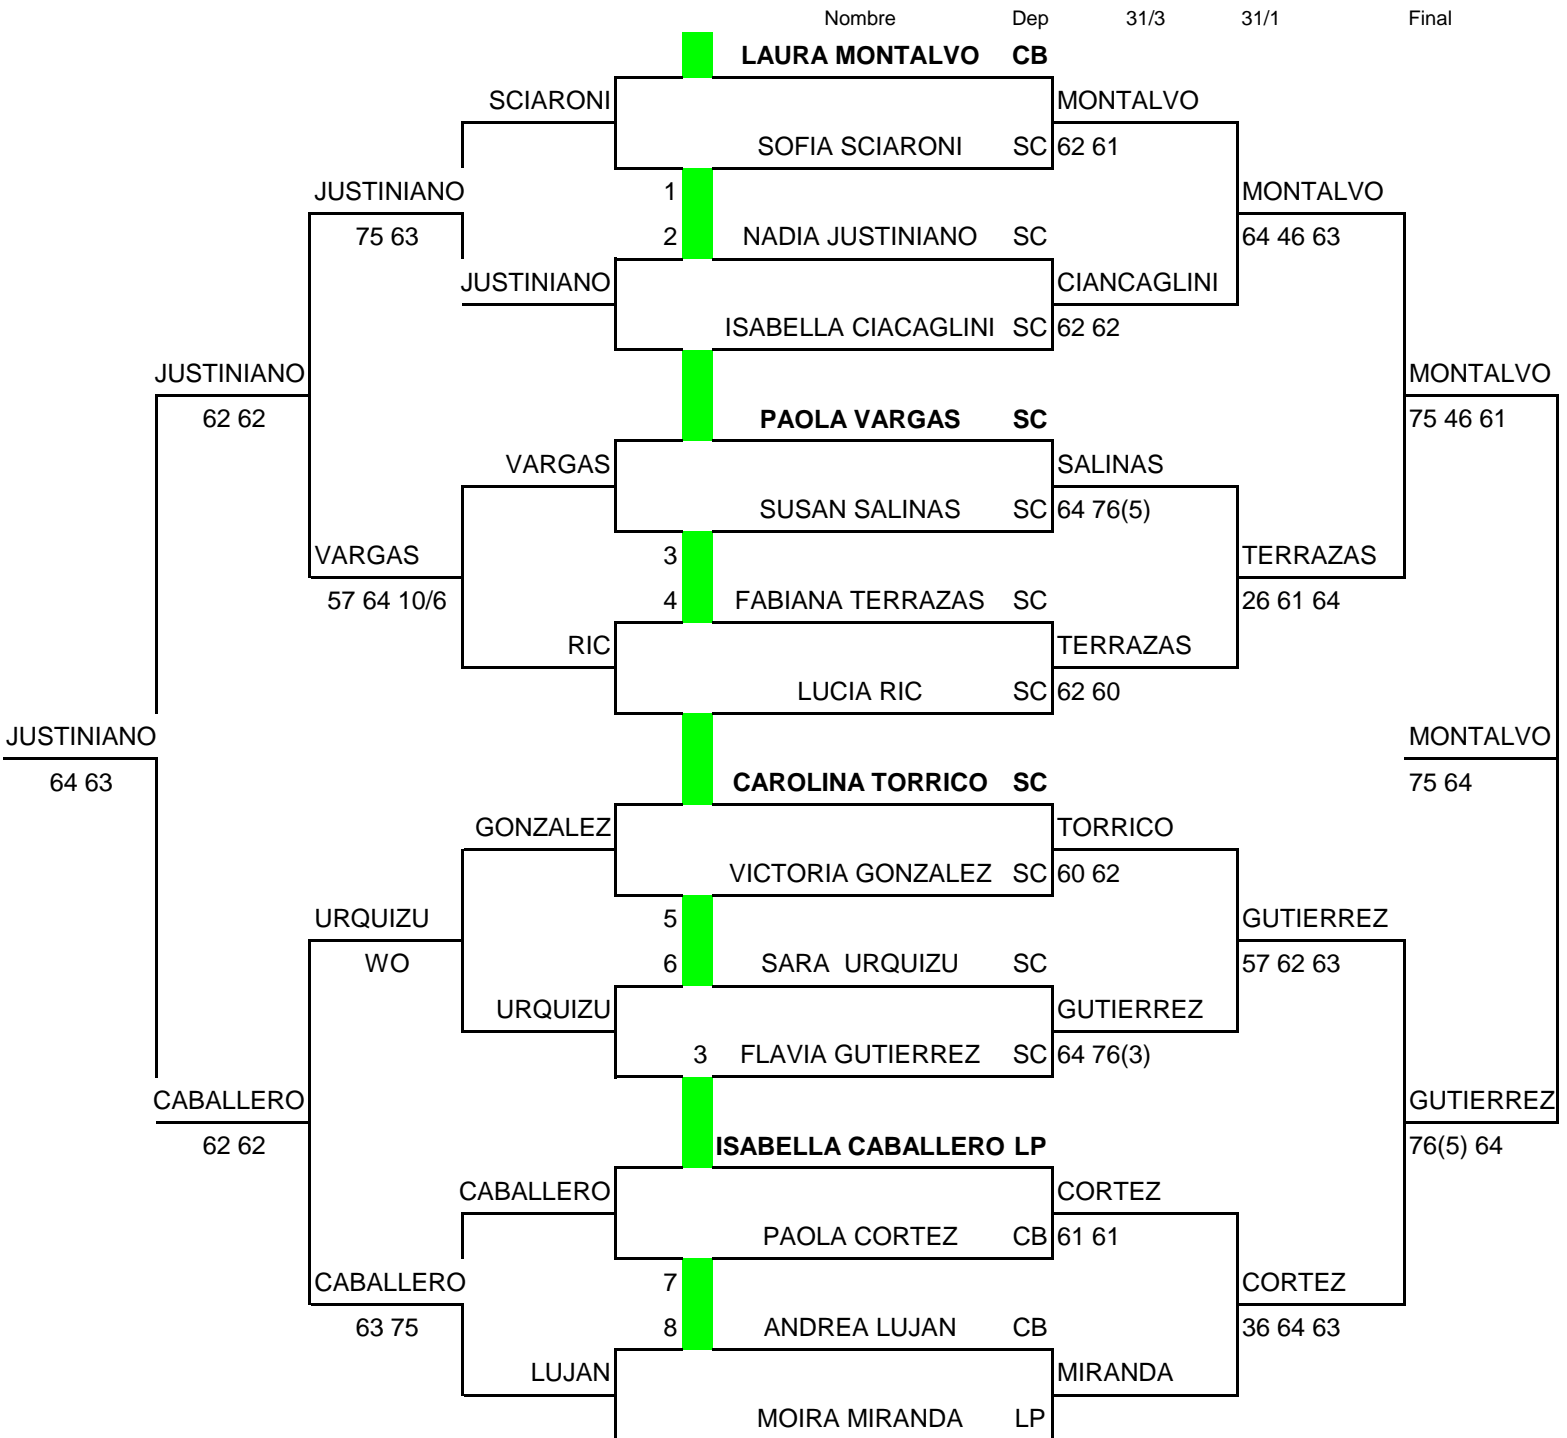 Nombre Dep 31/3 31/1 Final
LAURA MONTALVO CB
SCIARONI MONTALVO
SOFIA SCIARONI SC 62 61
JUSTINIANO 1 MONTALVO
75 63 2 NADIA JUSTINIANO SC 64 46 63
JUSTINIANO CIANCAGLINI
ISABELLA CIACAGLINI SC 62 62
JUSTINIANO MONTALVO
62 62 PAOLA VARGAS SC 75 46 61
VARGAS SALINAS
SUSAN SALINAS SC 64 76(5)
VARGAS 3 TERRAZAS
57 64 10/6 4 FABIANA TERRAZAS SC 26 61 64
RIC TERRAZAS
LUCIA RIC SC 62 60
JUSTINIANO MONTALVO
64 63 CAROLINA TORRICO SC 75 64
GONZALEZ TORRICO
VICTORIA GONZALEZ SC 60 62
URQUIZU 5 GUTIERREZ
WO 6 SARA URQUIZU SC 57 62 63
URQUIZU GUTIERREZ
3 FLAVIA GUTIERREZ SC 64 76(3)
CABALLERO GUTIERREZ
62 62 ISABELLA CABALLERO LP 76(5) 64
CABALLERO CORTEZ
PAOLA CORTEZ CB 61 61
CABALLERO 7 CORTEZ
63 75 8 ANDREA LUJAN CB 36 64 63
LUJAN MIRANDA
MOIRA MIRANDA LP